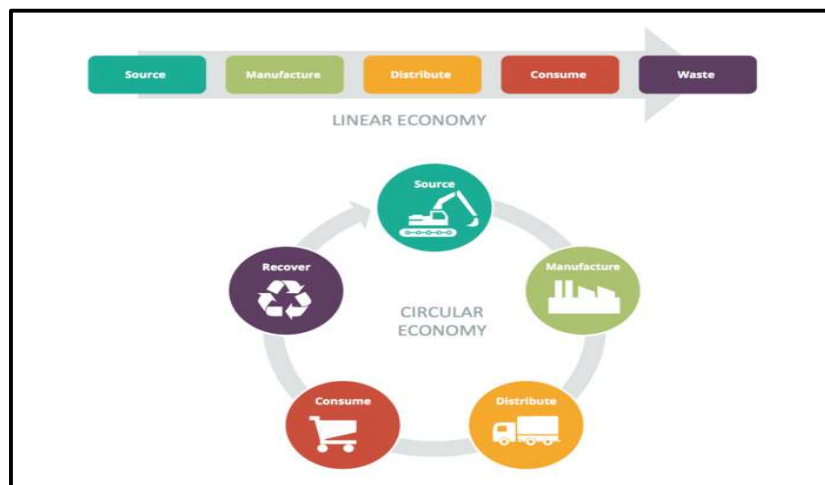 Source Manufacture Distribute Consume Waste
LINEAR ECONOMY
Source
Recover
Manufacture
CIRCULAR
ECONOMY
Consume
Distribute